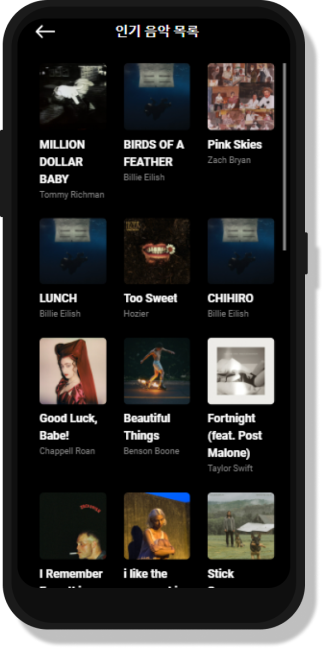 인기 음악 목록
MILLION
DOLLAR
BABY
Tommy Richman
BIRDS OF A
FEATHER
Billie Eilish
Pink Skies
Zach Bryan
LUNCH
Billie Eilish
Too Sweet
Hozier
CHIHIRO
Billie Eilish
Good Luck,
Babe!
Chappell Roan
Beautiful
Things
Benson Boone
Fortnight
(feat. Post
Malone)
Taylor Swift
I Remember
i like the
Stick